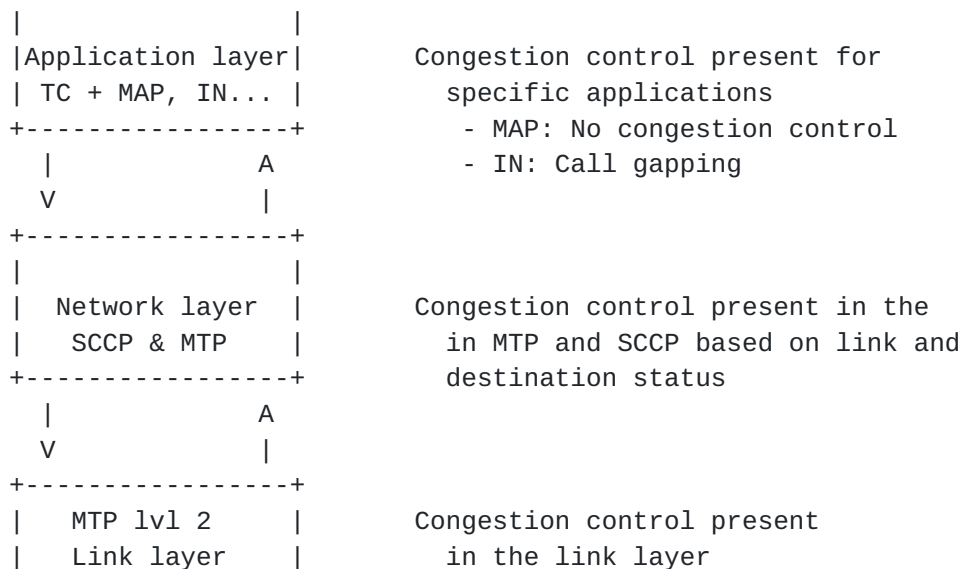 |                 |
|Application layer|       Congestion control present for
| TC + MAP, IN... |         specific applications
+-----------------+          - MAP: No congestion control
  |            A             - IN: Call gapping
  V            |
+-----------------+
|                 |
|  Network layer  |       Congestion control present in the
|   SCCP & MTP    |         in MTP and SCCP based on link and
+-----------------+         destination status
  |            A
  V            |
+-----------------+
|   MTP lvl 2     |       Congestion control present
|   Link layer    |         in the link layer